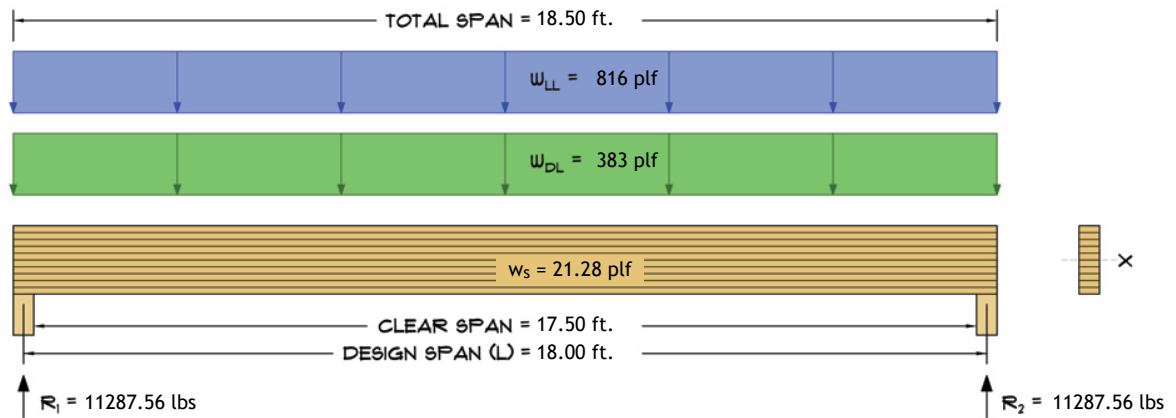 TOTAL SPAN = 18.50 ft.
WLL = 816 plf
WDL = 383 plf
ws = 21.28 plf
X
CLEAR SPAN = 17.50 ft.
DESIGN SPAN (L) = 18.00 ft.
R1 = 11287.56 lbs
R2 = 11287.56 lbs